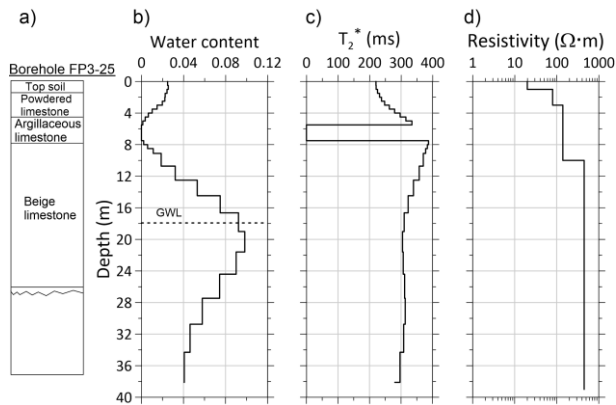 a)
b)
c)
d)
Water content
T2* (ms)
Resistivity (Ω·m)
Borehole FP3-25
0 0.04 0.08 0.12
0 100 200 300 400
1 10 100 1000
Top soil
Powdered
limestone
Argillaceous
limestone
Beige
limestone
Depth (m)
0
4
8
12
16
20
24
28
32
36
40
GWL